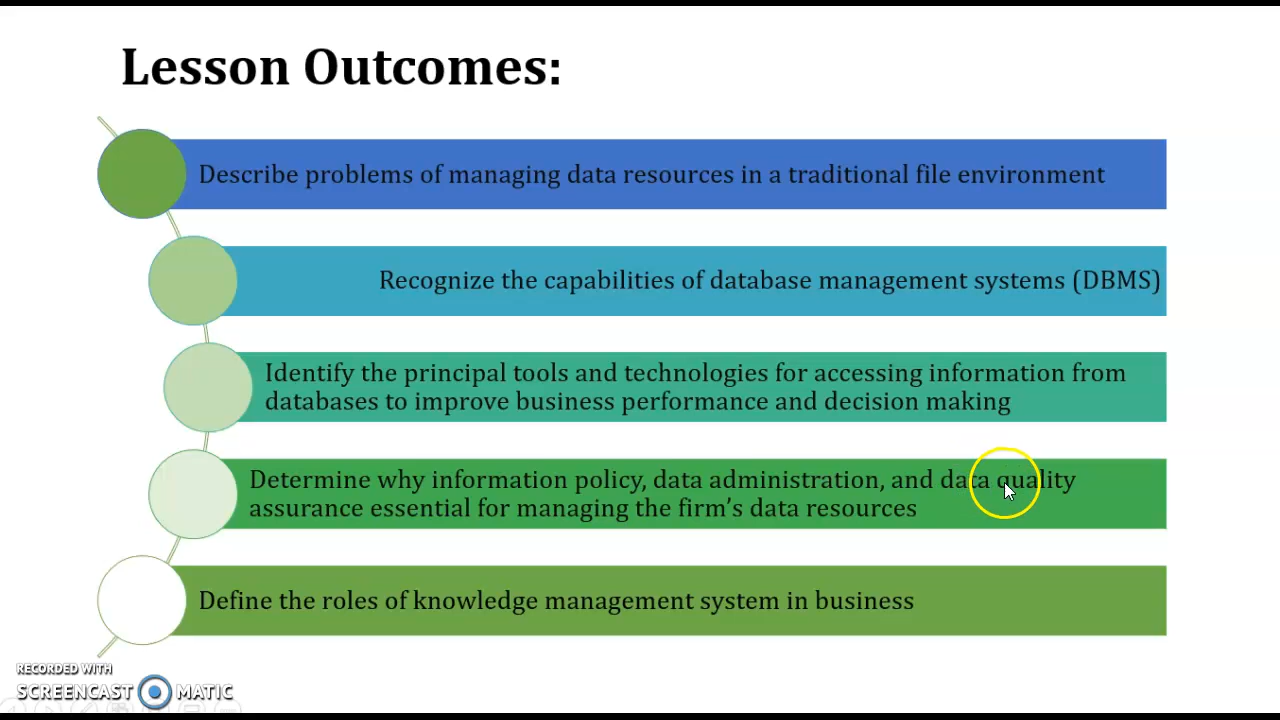 Lesson Outcomes:
Describe problems of managing data resources in a traditional file environment
Recognize the capabilities of database management systems (DBMS)
Identify the principal tools and technologies for accessing information from
databases to improve business performance and decision making
Determine why information policy, data administration, and data quality
assurance essential for managing the firm's data resources
Define the roles of knowledge management system in business
RECORDED WITH
SCREENCAST MATIC